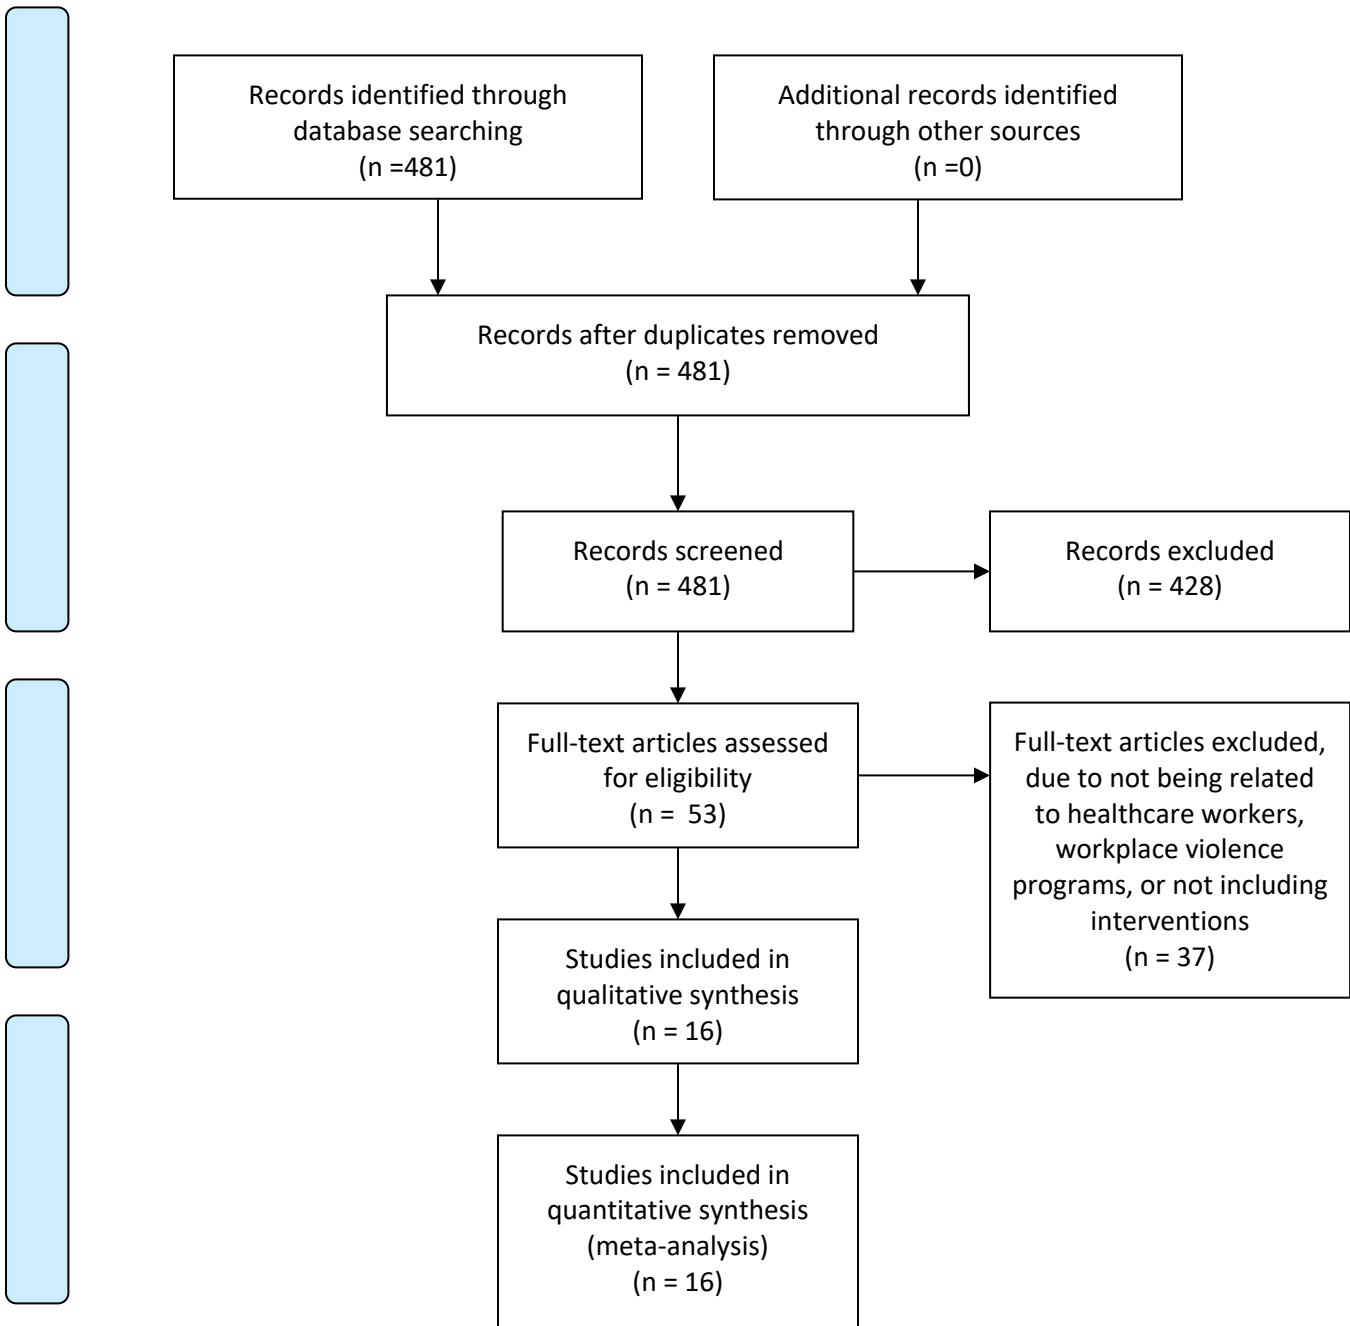 Records identified through
database searching
(n =481)
Additional records identified
through other sources
(n =0)
Records after duplicates removed
(n = 481)
Records screened
(n = 481)
Records excluded
(n = 428)
Full-text articles assessed
for eligibility
(n =  53)
Full-text articles excluded,
due to not being related
to healthcare workers,
workplace violence
programs, or not including
interventions
(n = 37)
Studies included in
qualitative synthesis
(n = 16)
Studies included in
quantitative synthesis
(meta-analysis)
(n = 16)